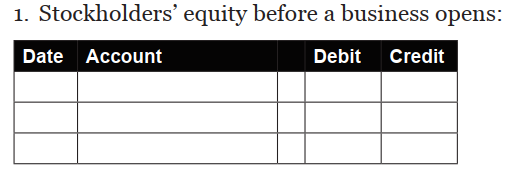 1. Stockholders’ equity before a business opens:
Date Account Debit Credit